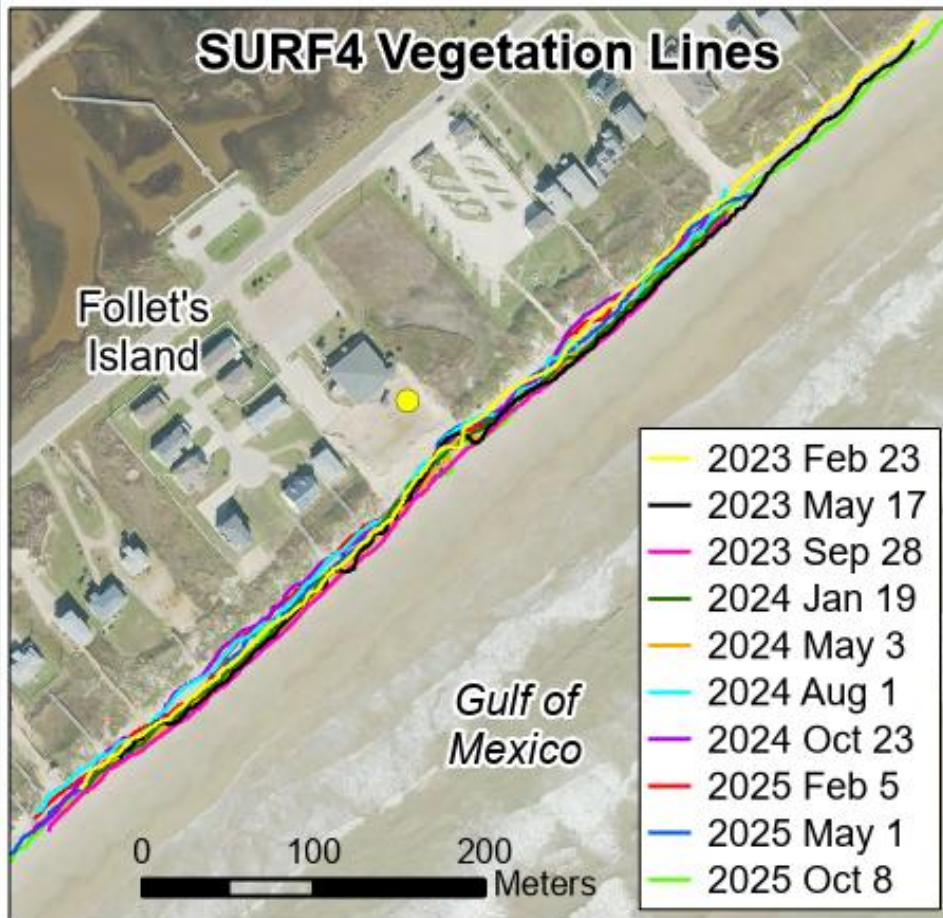 SURF4 Vegetation Lines
Follet's
Island
Gulf of
Mexico
2023 Feb 23
2023 May 17
2023 Sep 28
2024 Jan 19
2024 May 3
2024 Aug 1
2024 Oct 23
2025 Feb 5
2025 May 1
2025 Oct 8
0 100 200
Meters